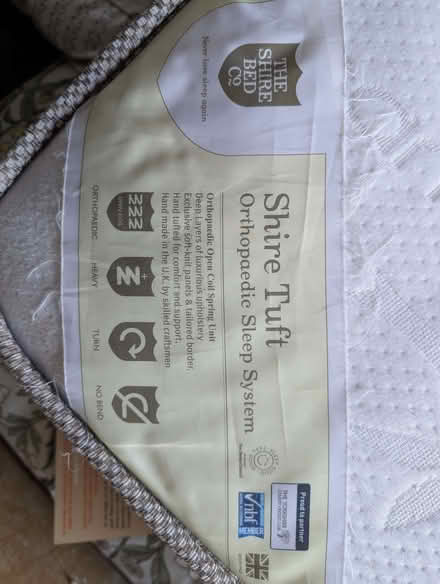 THE
SHIRE
BED
CO
Never lose sleep again
Shire Tuft
Orthopaedic Sleep System
Orthopaedic Open Coil Spring Unit
Deep Layers of luxurious upholstery
Exclusive soft-knit panels & tailored border.
Hand tufted for comfort and support.
Hand made in the U.K. by skilled craftsmen
ORTHOPAEDIC
HEAVY
TURN
NO BEND
Proud to partner
nbf
MEMBER